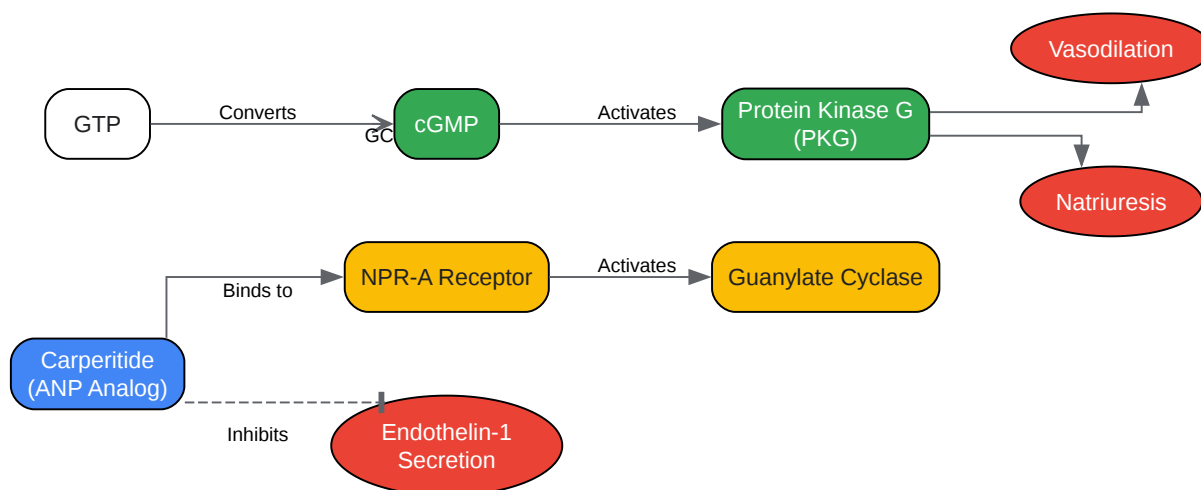 Vasodilation
GTP
Converts
GC
cGMP
Activates
Protein Kinase G
(PKG)
Natriuresis
NPR-A Receptor
Activates
Guanylate Cyclase
Binds to
Carperitide
(ANP Analog)
Inhibits
Endothelin-1
Secretion